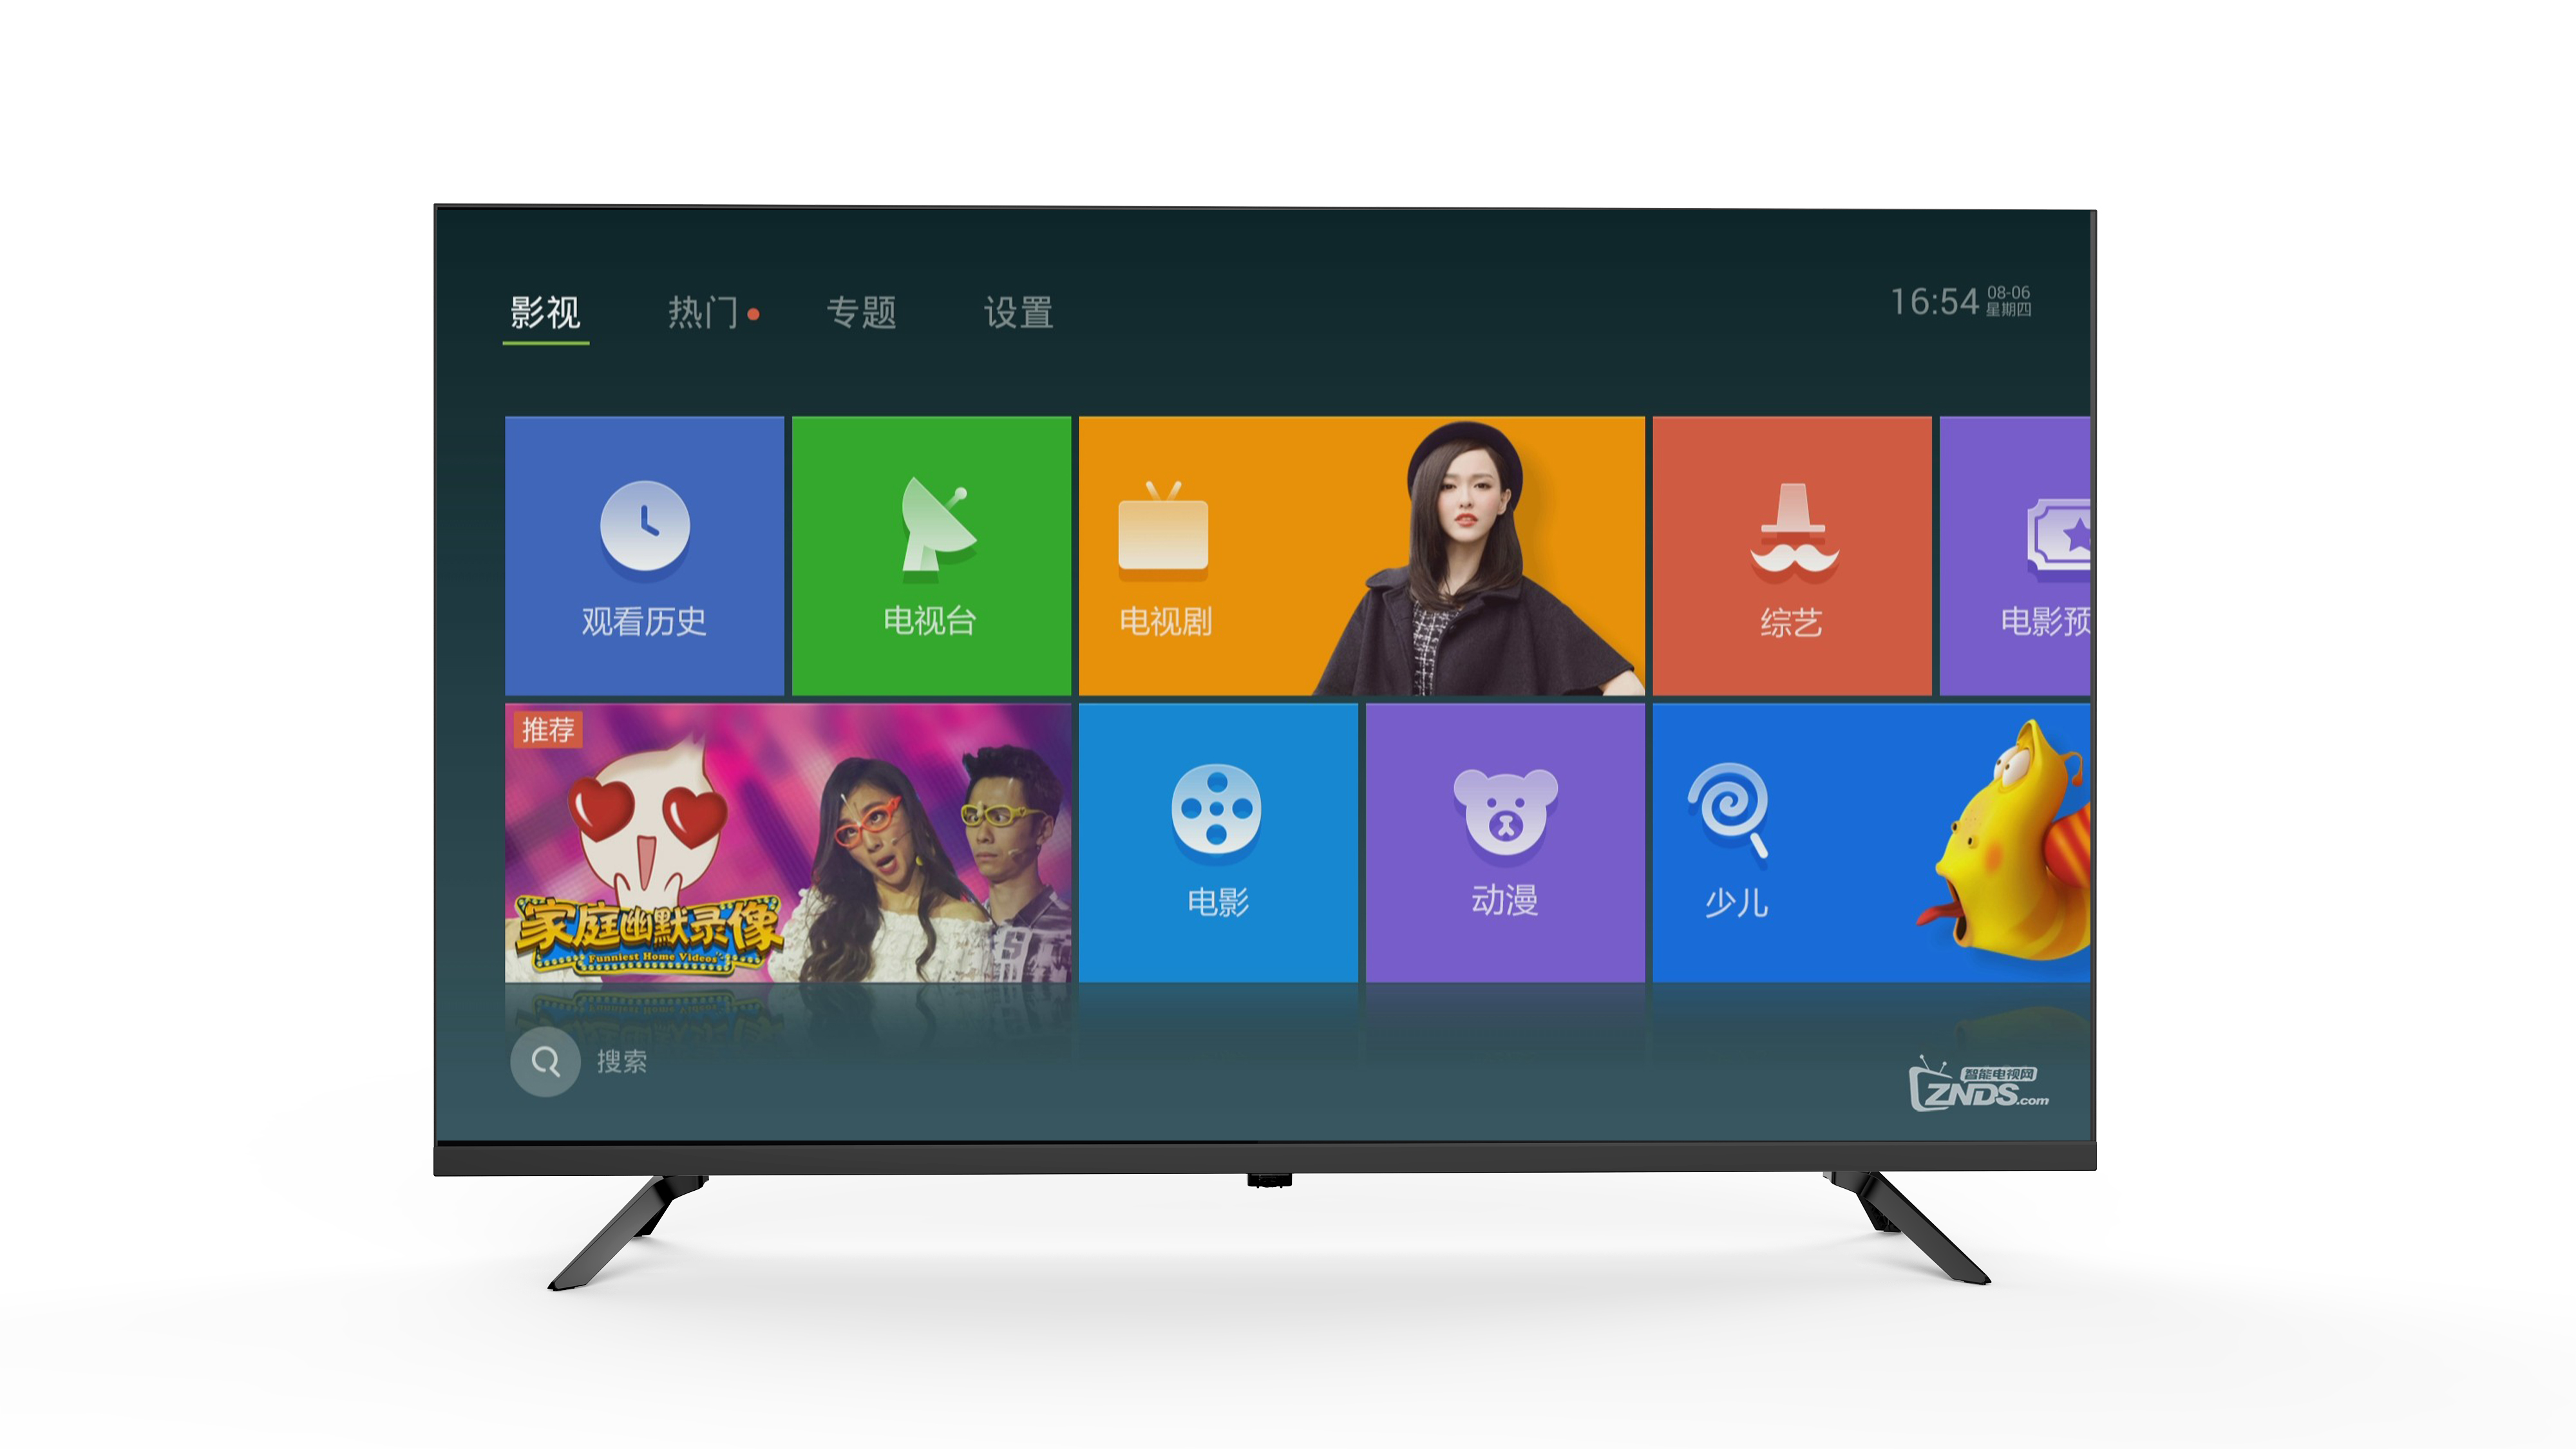 影视
热门
专题
设置
16:54
08-06
星期四
观看历史
电视台
电视剧
综艺
电影预
推荐
家庭幽默录像
Funniest Home Videos
电影
动漫
少儿
搜索
智能电视网
ZNDS.com